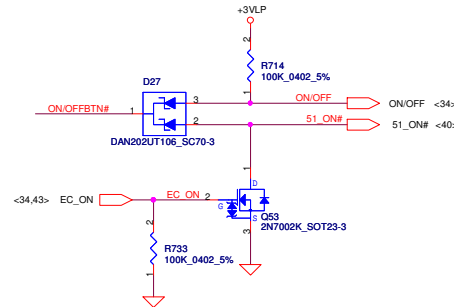 +3VLP
2
R714
100K_0402_5%
1
D27
ON/OFFBTN#
1
3
2
ON/OFF
ON/OFF <34>
51_ON#
51_ON# <40>
DAN202UT106_SC70-3
1
D
<34,43> EC_ON
EC_ON
2
G
S
Q53
2N7002K_SOT23-3
3
2
R733
100K_0402_5%
1